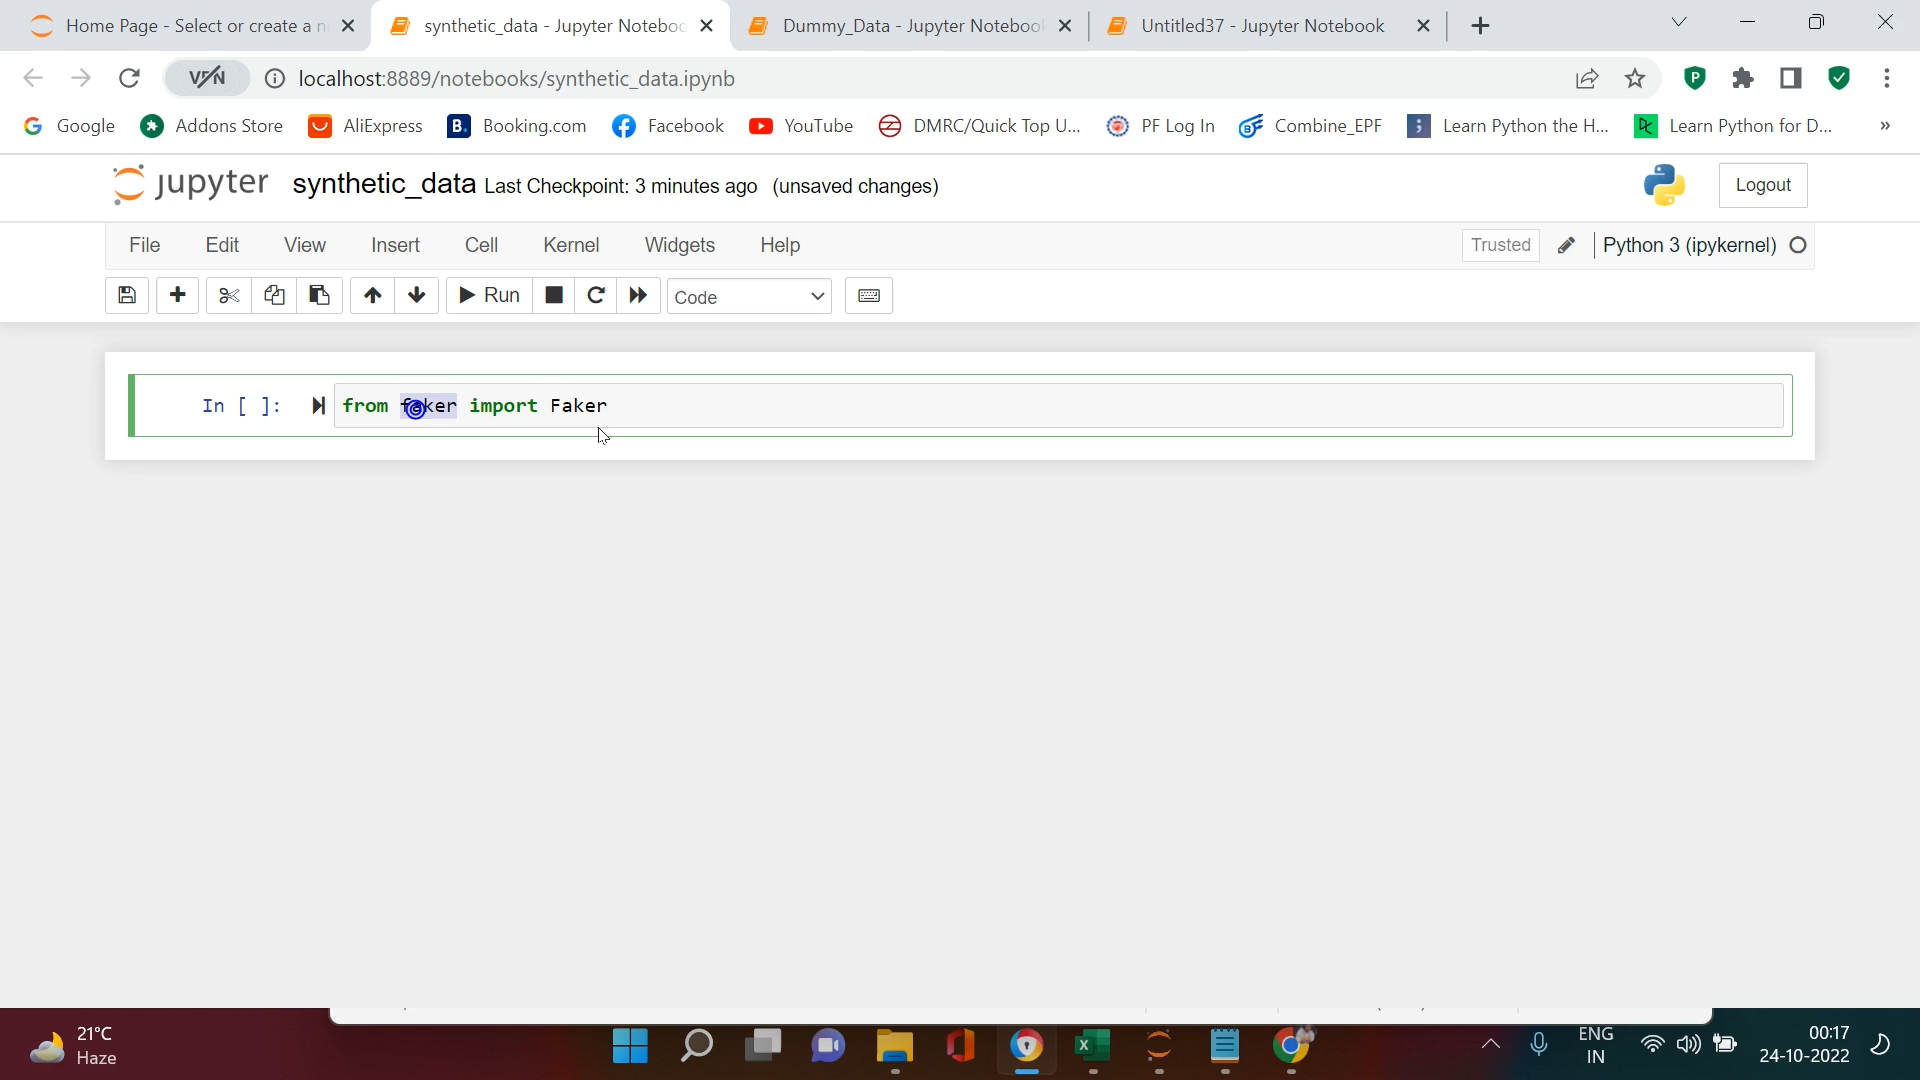 Home Page - Select or create a n
synthetic_data - Jupyter Noteboo
Dummy_Data - Jupyter Notebook
Untitled37 - Jupyter Notebook
VPN
localhost:8889/notebooks/synthetic_data.ipynb
Google
Addons Store
AliExpress
Booking.com
Facebook
YouTube
DMRC/Quick Top U...
PF Log In
Combine_EPF
Learn Python the H...
Learn Python for D...
jupyter synthetic_data Last Checkpoint: 3 minutes ago (unsaved changes)
Logout
File Edit View Insert Cell Kernel Widgets Help
Trusted
Python 3 (ipykernel)
Run
Code
In [ ]: from faker import Faker
21°C
Haze
ENG
IN
00:17
24-10-2022